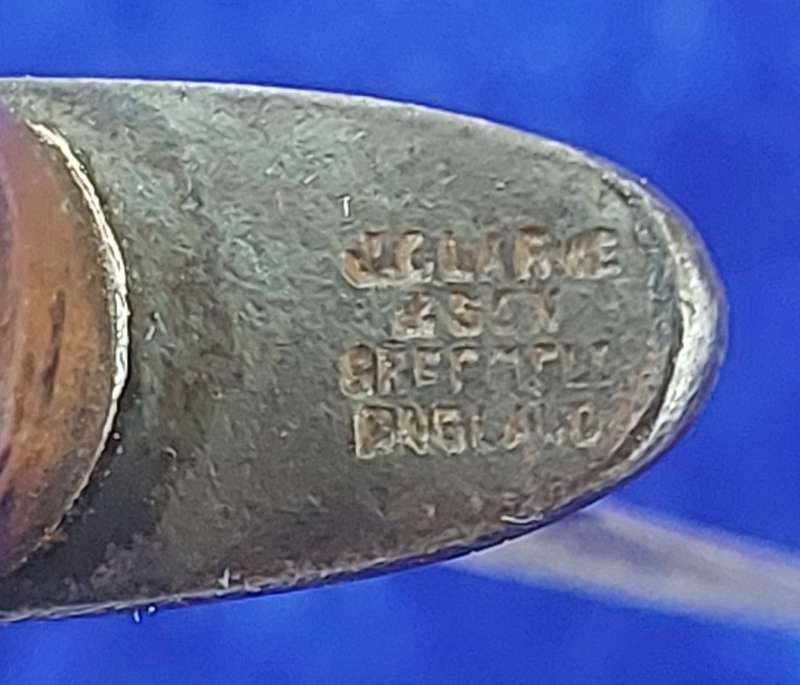 J. CLARKE
& SON
SHEFFIELD
ENGLAND